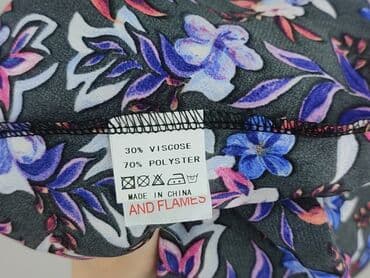 30% VISCOSE
70% POLYSTER
MADE IN CHINA
AND FLAMES